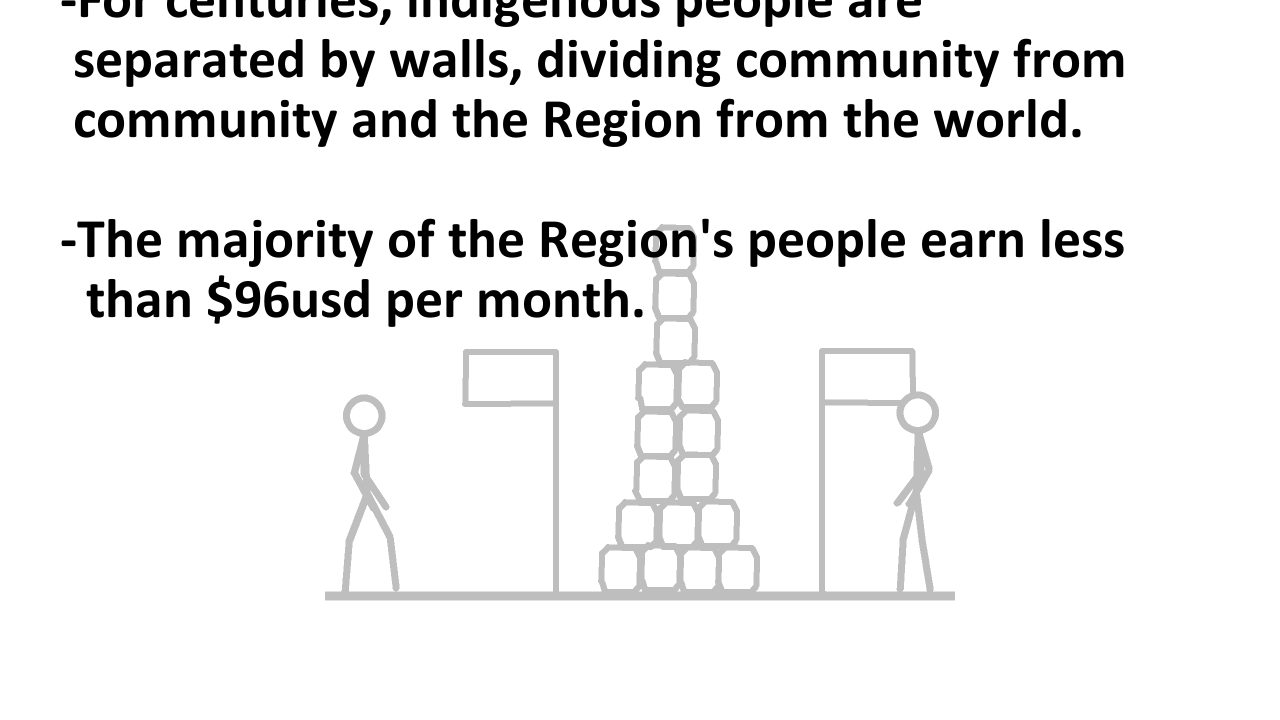 -For centuries, indigenous people are
separated by walls, dividing community from
community and the Region from the world.
-The majority of the Region's people earn less
than $96usd per month.